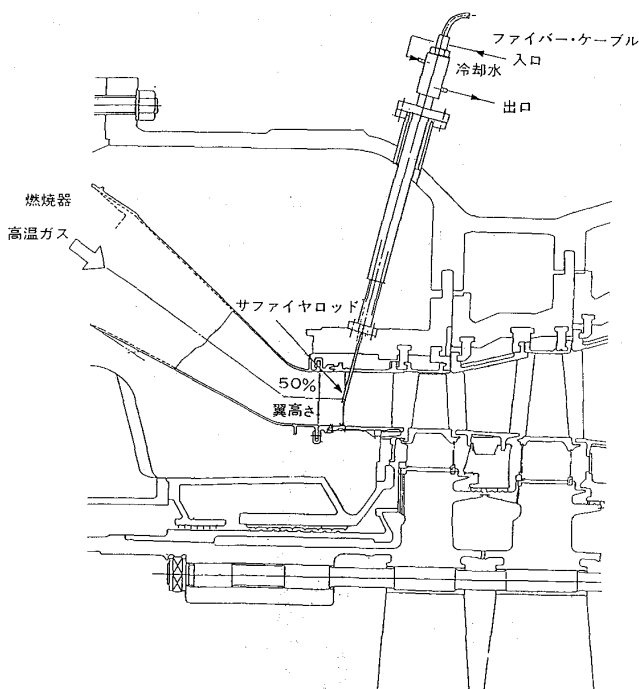 ファイバー・ケーブル
入口
冷却水
出口
燃焼器
高温ガス
サファイヤロッド
50%
翼高さ